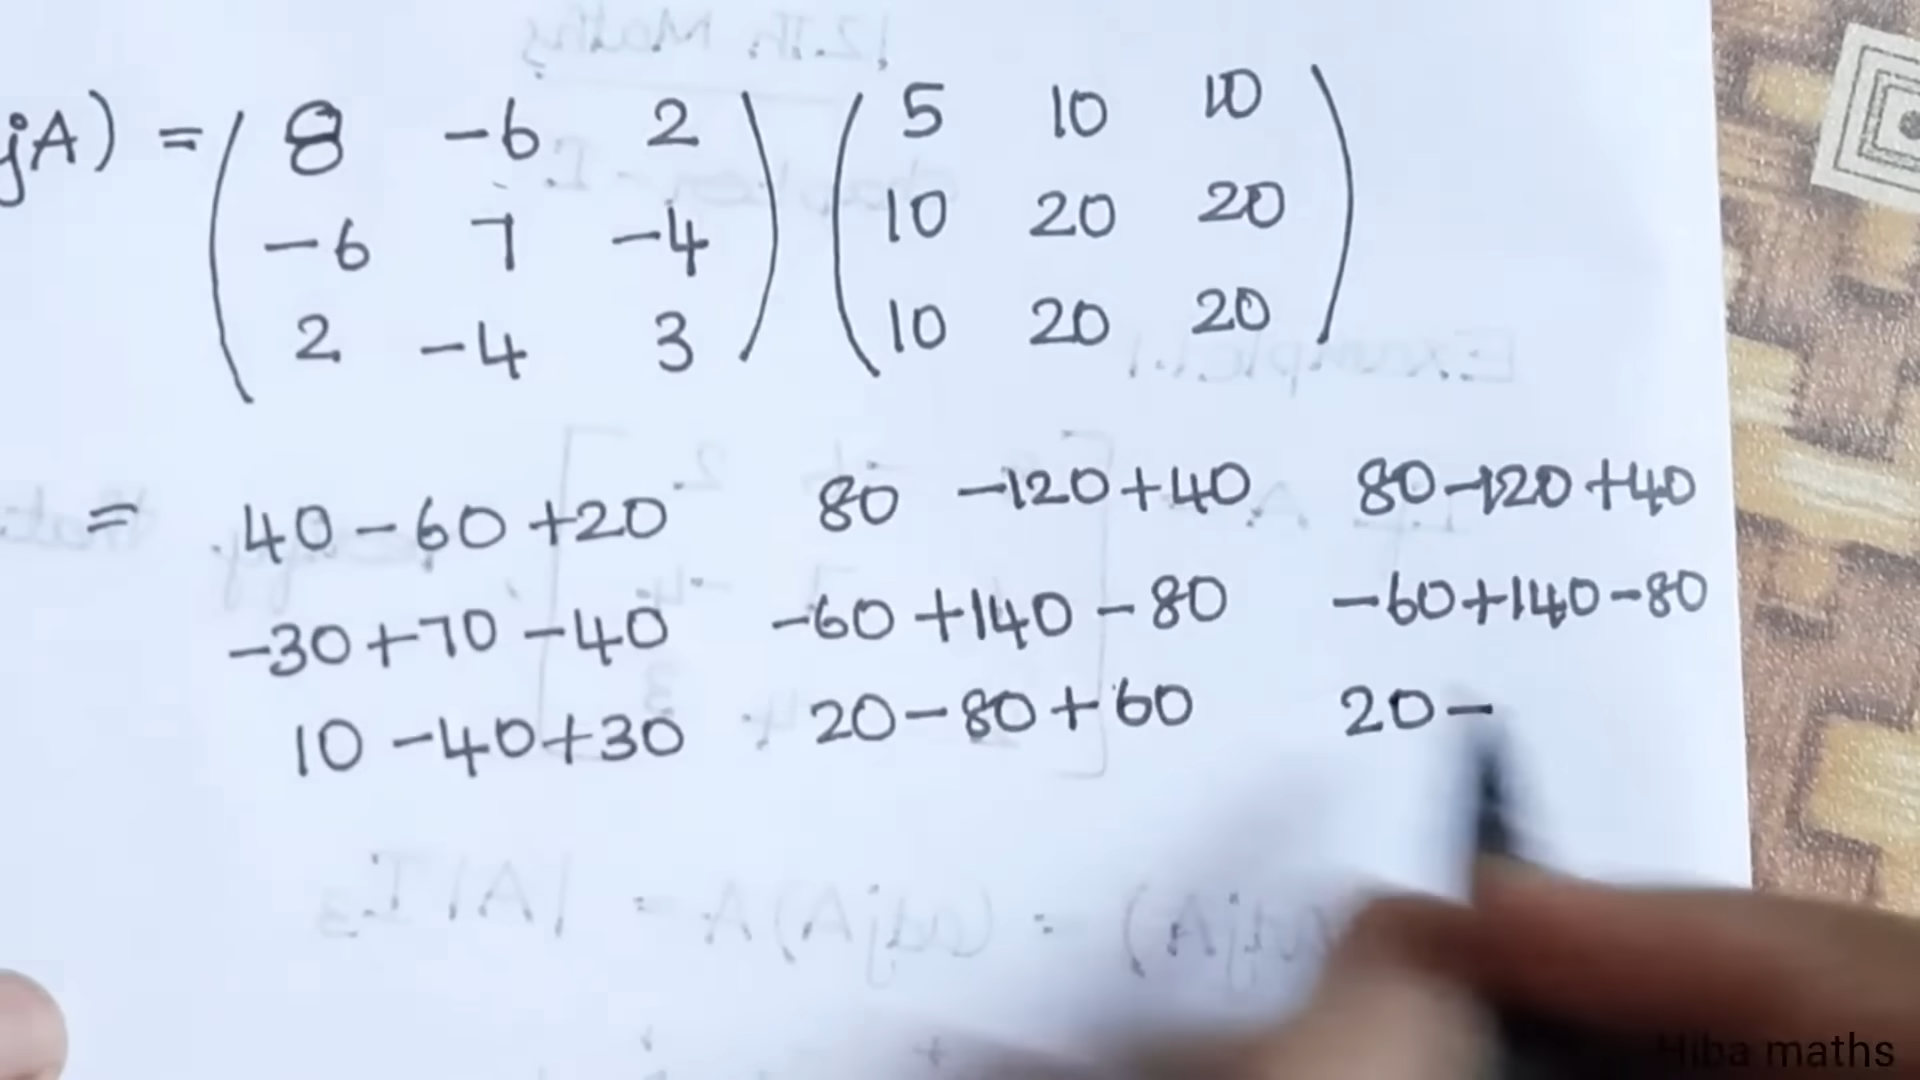 jA) = ( 8 -6 2 ) ( 5 10 10 )
-6 7 -4 10 20 20
2 -4 3 10 20 20
= 40-60+20 80-120+40 80-120+40
-30+70-40 -60+140-80 -60+140-80
10-40+30 20-80+60 20-
Hiba maths